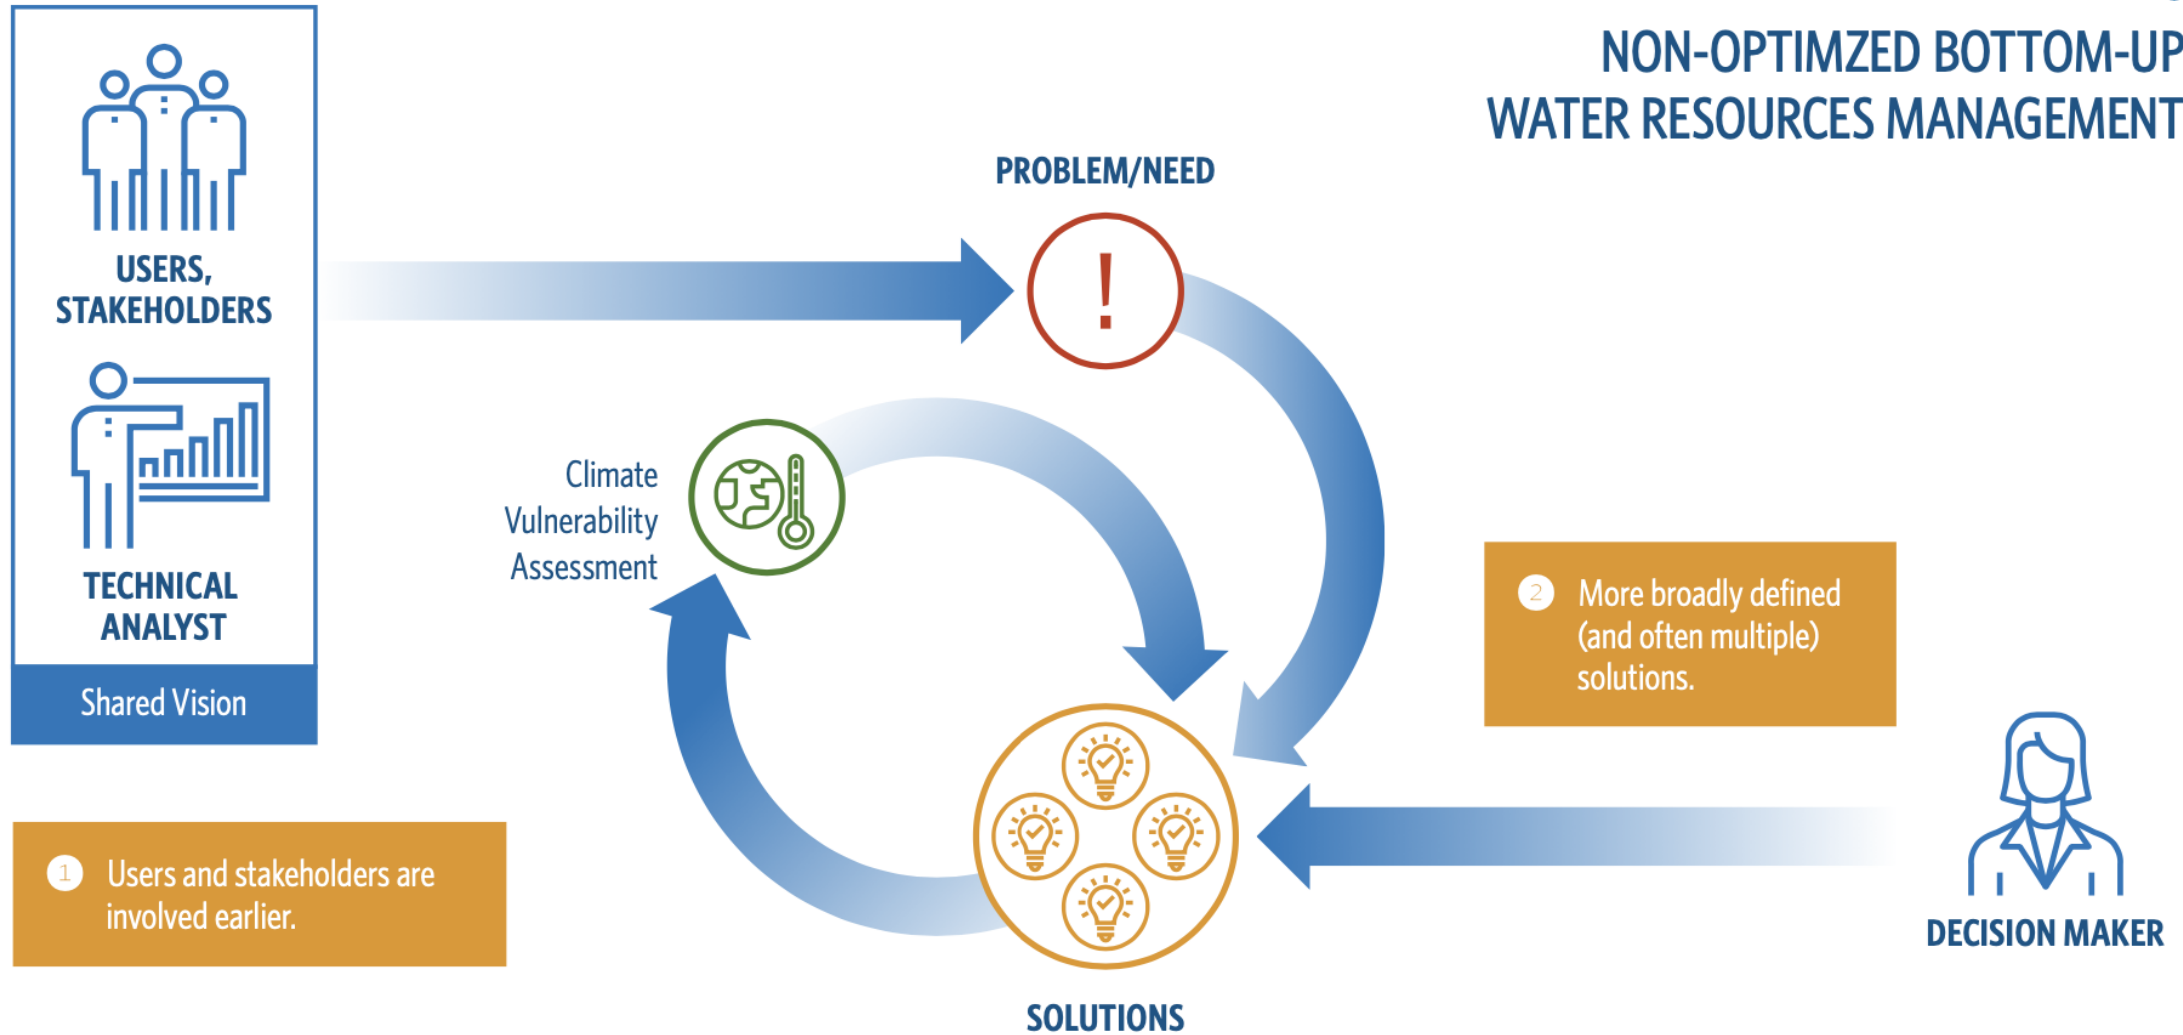 NON-OPTIMZED BOTTOM-UP
WATER RESOURCES MANAGEMENT
USERS,
STAKEHOLDERS
TECHNICAL
ANALYST
Shared Vision
1 Users and stakeholders are
involved earlier.
PROBLEM/NEED
Climate
Vulnerability
Assessment
SOLUTIONS
2 More broadly defined
(and often multiple)
solutions.
DECISION MAKER